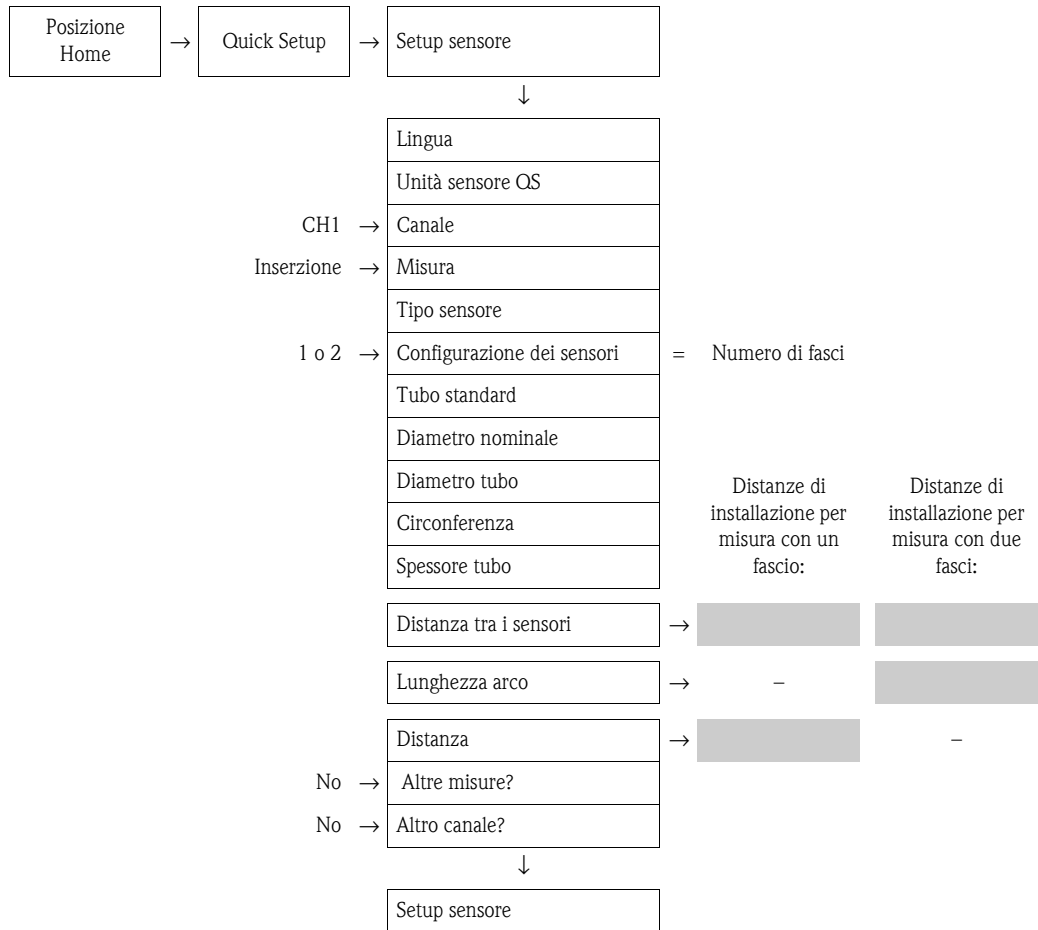 Posizione
Home
→
Quick Setup
→
Setup sensore
↓
Lingua
Unità sensore QS
CH1 → Canale
Inserzione → Misura
Tipo sensore
1 o 2 → Configurazione dei sensori = Numero di fasci
Tubo standard
Diametro nominale
Diametro tubo
Circonferenza
Spessore tubo
Distanze di
installazione per
misura con un
fascio:
Distanze di
installazione per
misura con due
fasci:
Distanza tra i sensori →
Lunghezza arco → –
Distanza → –
No → Altre misure?
No → Altro canale?
↓
Setup sensore